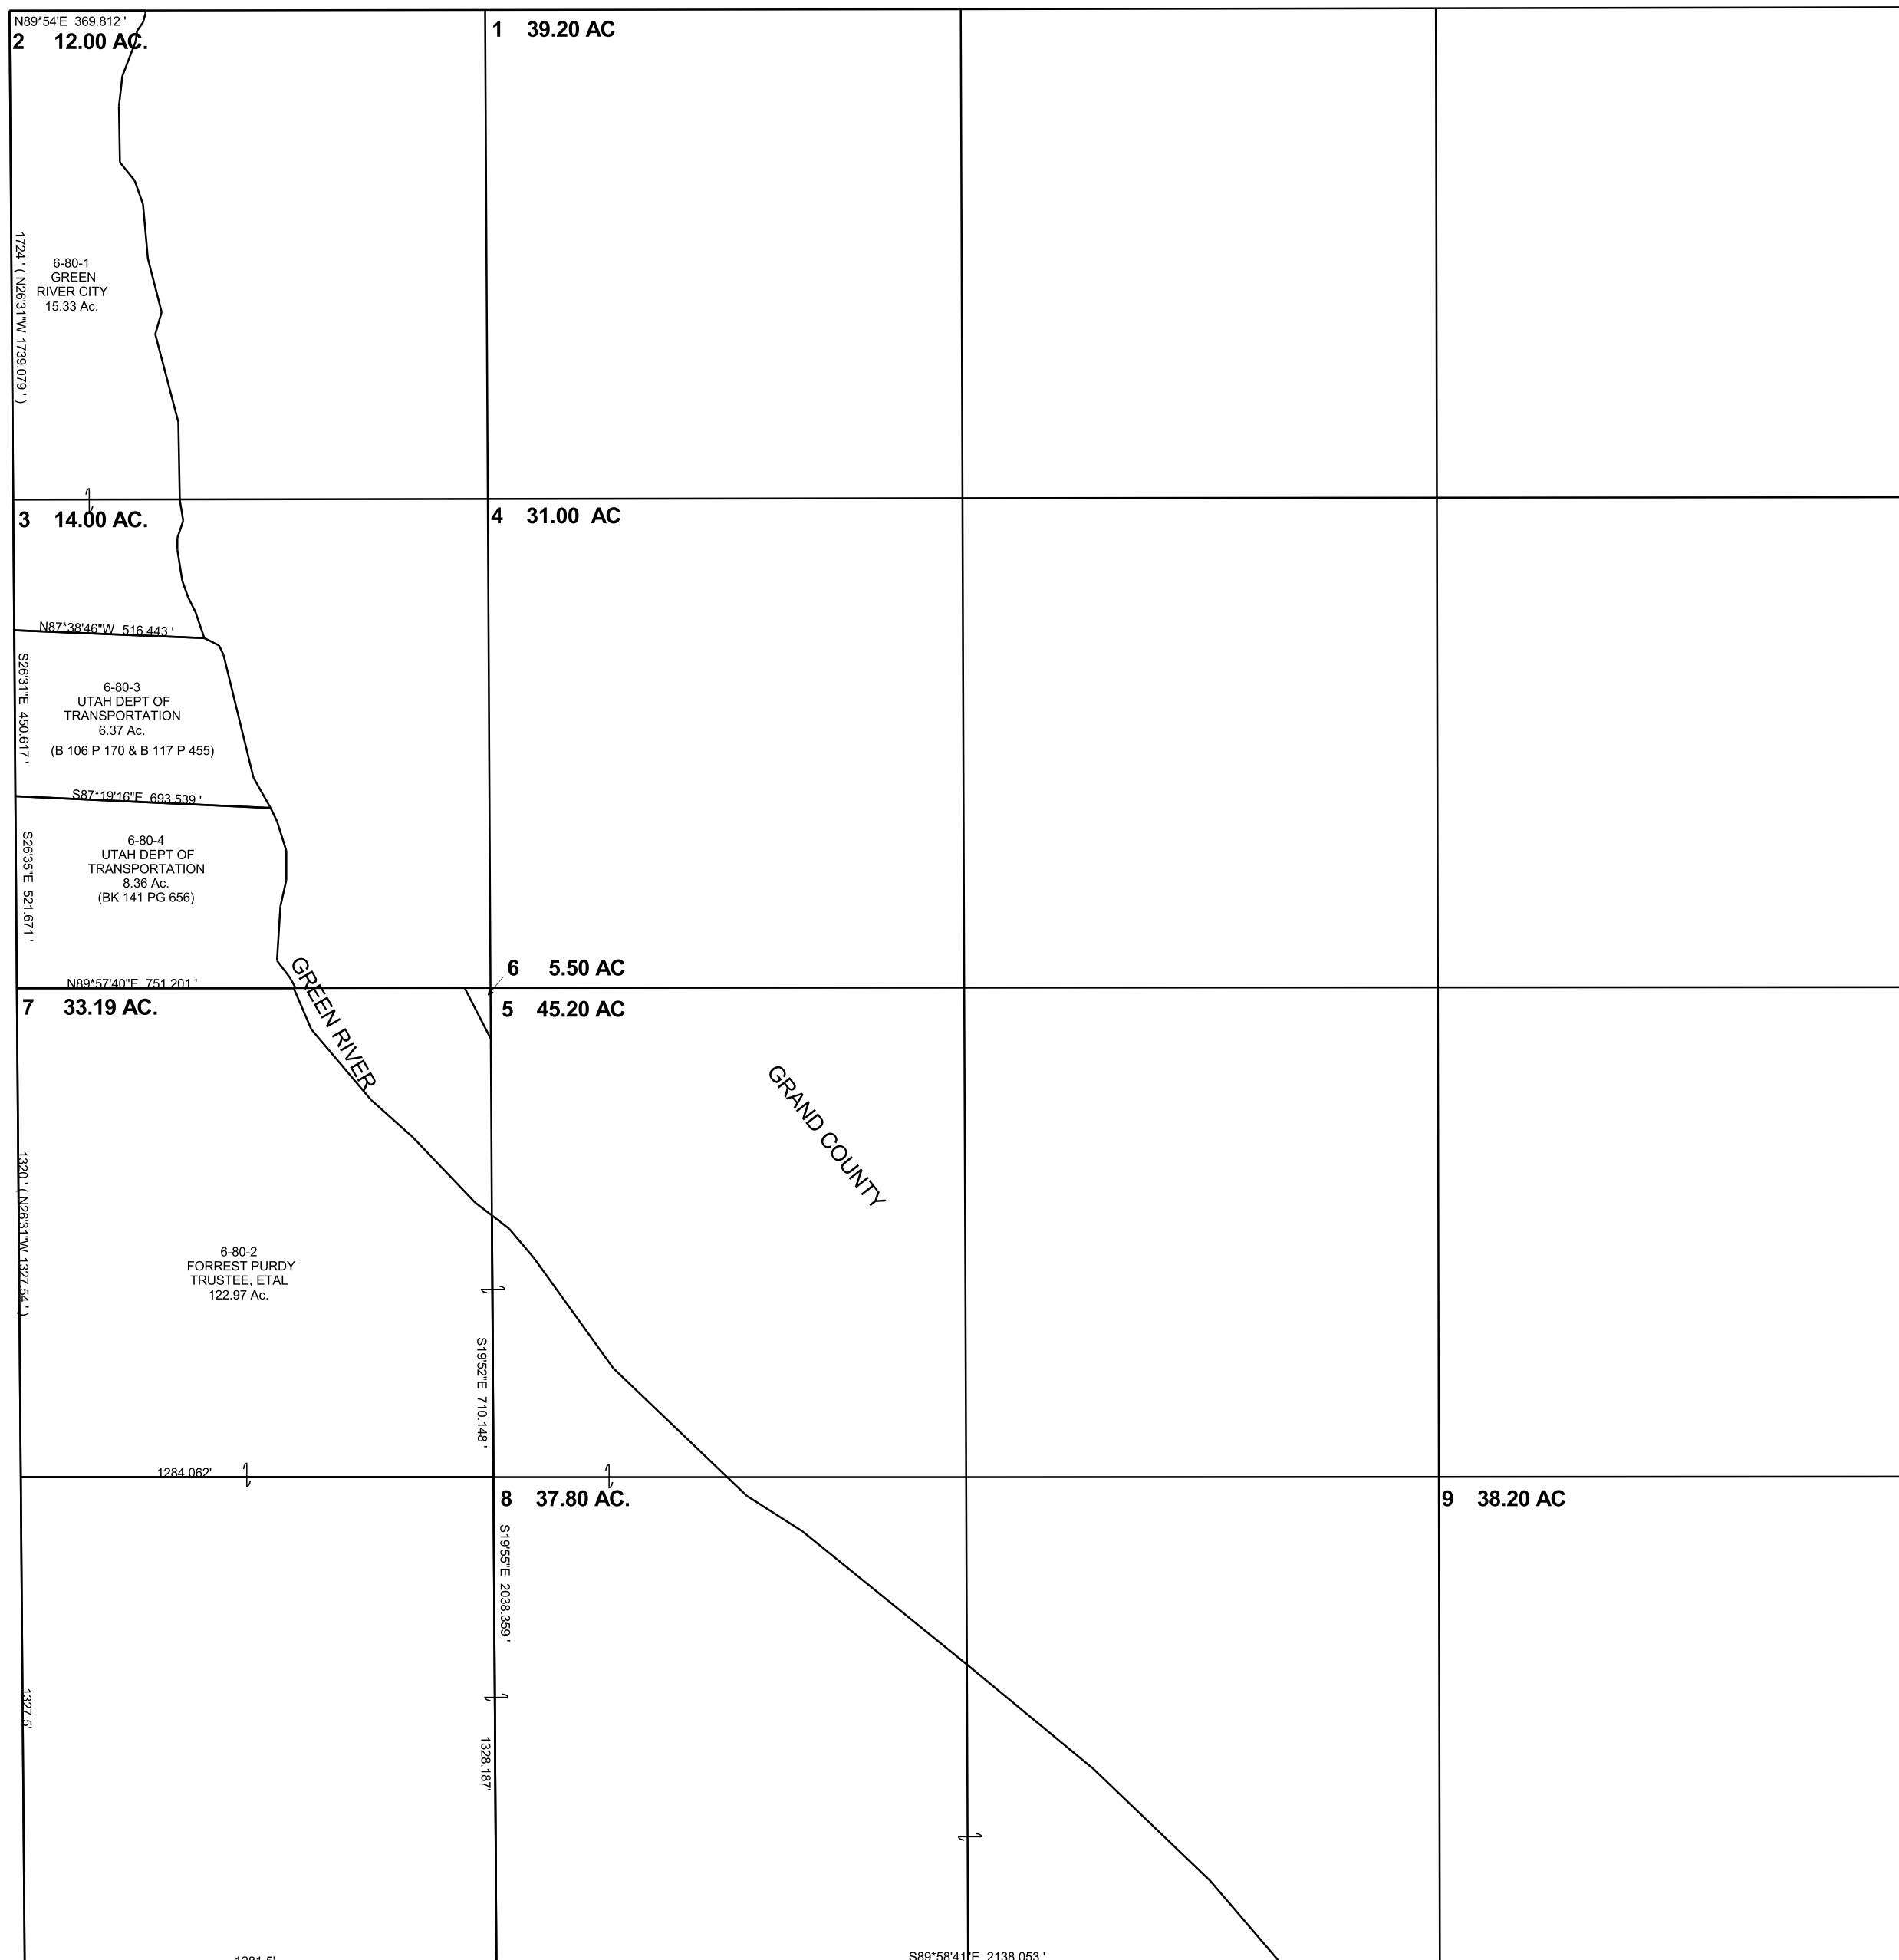 N89*54'E 369.812 '
2 12.00 AC.
1 39.20 AC
1724 ' ( N26'31"W 1739.079 ' )
6-80-1
GREEN
RIVER CITY
15.33 Ac.
3 14.00 AC.
4 31.00 AC
N87*38'46"W 516.443 '
S26'31"E 450.617 '
6-80-3
UTAH DEPT OF
TRANSPORTATION
6.37 Ac.
(B 106 P 170 & B 117 P 455)
S87*19'16"E 693.539 '
S26'35"E 521.671 '
6-80-4
UTAH DEPT OF
TRANSPORTATION
8.36 Ac.
(BK 141 PG 656)
GREEN RIVER
6 5.50 AC
N89*57'40"E 751.201 '
7 33.19 AC.
5 45.20 AC
GRAND COUNTY
1320 ' ( N26'31"W 1327.54 ' )
6-80-2
FORREST PURDY
TRUSTEE, ETAL
122.97 Ac.
S19'52"E 710.148 '
1284.062'
8 37.80 AC.
9 38.20 AC
S19'55"E 2038.359 '
1327.5'
1328.187'
1281.5'
S89*58'41"E 2138.053 '